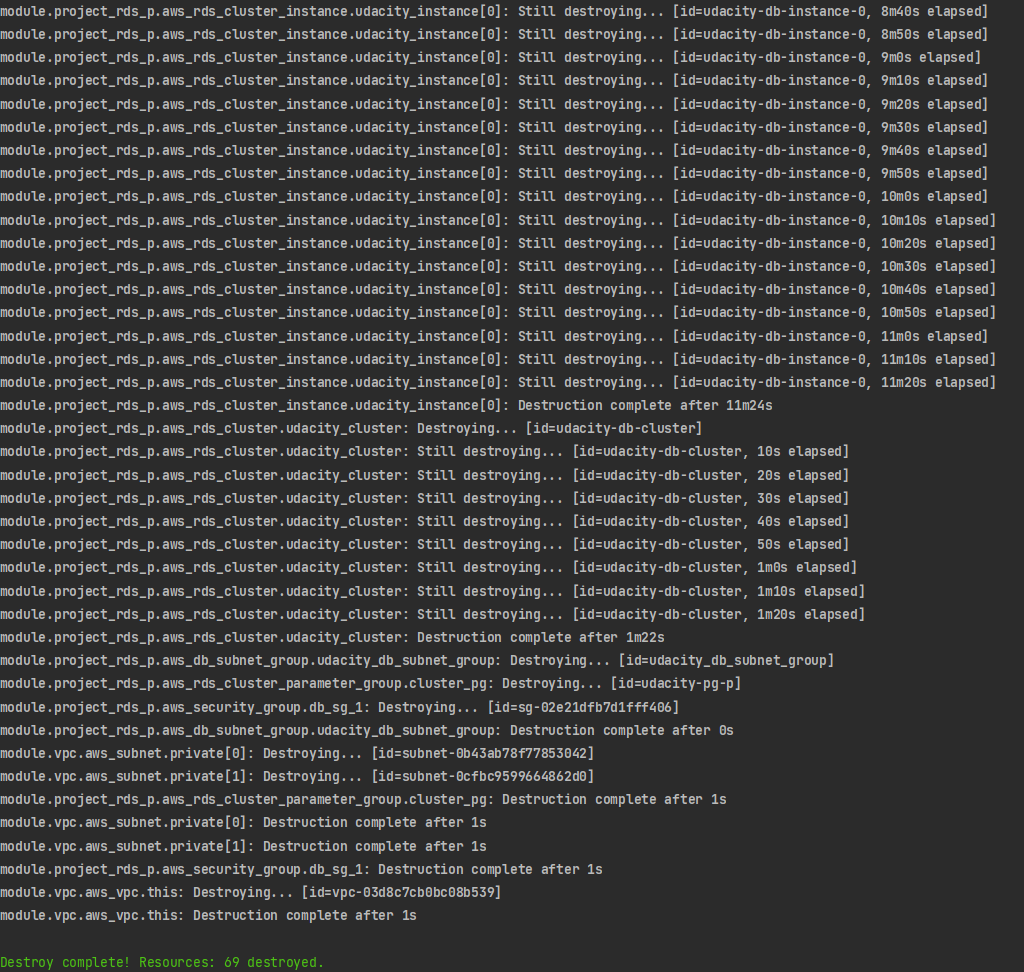 module.project_rds_p.aws_rds_cluster_instance.udacity_instance[0]: Still destroying... [id=udacity-db-instance-0, 8m40s elapsed]
module.project_rds_p.aws_rds_cluster_instance.udacity_instance[0]: Still destroying... [id=udacity-db-instance-0, 8m50s elapsed]
module.project_rds_p.aws_rds_cluster_instance.udacity_instance[0]: Still destroying... [id=udacity-db-instance-0, 9m0s elapsed]
module.project_rds_p.aws_rds_cluster_instance.udacity_instance[0]: Still destroying... [id=udacity-db-instance-0, 9m10s elapsed]
module.project_rds_p.aws_rds_cluster_instance.udacity_instance[0]: Still destroying... [id=udacity-db-instance-0, 9m20s elapsed]
module.project_rds_p.aws_rds_cluster_instance.udacity_instance[0]: Still destroying... [id=udacity-db-instance-0, 9m30s elapsed]
module.project_rds_p.aws_rds_cluster_instance.udacity_instance[0]: Still destroying... [id=udacity-db-instance-0, 9m40s elapsed]
module.project_rds_p.aws_rds_cluster_instance.udacity_instance[0]: Still destroying... [id=udacity-db-instance-0, 9m50s elapsed]
module.project_rds_p.aws_rds_cluster_instance.udacity_instance[0]: Still destroying... [id=udacity-db-instance-0, 10m0s elapsed]
module.project_rds_p.aws_rds_cluster_instance.udacity_instance[0]: Still destroying... [id=udacity-db-instance-0, 10m10s elapsed]
module.project_rds_p.aws_rds_cluster_instance.udacity_instance[0]: Still destroying... [id=udacity-db-instance-0, 10m20s elapsed]
module.project_rds_p.aws_rds_cluster_instance.udacity_instance[0]: Still destroying... [id=udacity-db-instance-0, 10m30s elapsed]
module.project_rds_p.aws_rds_cluster_instance.udacity_instance[0]: Still destroying... [id=udacity-db-instance-0, 10m40s elapsed]
module.project_rds_p.aws_rds_cluster_instance.udacity_instance[0]: Still destroying... [id=udacity-db-instance-0, 10m50s elapsed]
module.project_rds_p.aws_rds_cluster_instance.udacity_instance[0]: Still destroying... [id=udacity-db-instance-0, 11m0s elapsed]
module.project_rds_p.aws_rds_cluster_instance.udacity_instance[0]: Still destroying... [id=udacity-db-instance-0, 11m10s elapsed]
module.project_rds_p.aws_rds_cluster_instance.udacity_instance[0]: Still destroying... [id=udacity-db-instance-0, 11m20s elapsed]
module.project_rds_p.aws_rds_cluster_instance.udacity_instance[0]: Destruction complete after 11m24s
module.project_rds_p.aws_rds_cluster.udacity_cluster: Destroying... [id=udacity-db-cluster]
module.project_rds_p.aws_rds_cluster.udacity_cluster: Still destroying... [id=udacity-db-cluster, 10s elapsed]
module.project_rds_p.aws_rds_cluster.udacity_cluster: Still destroying... [id=udacity-db-cluster, 20s elapsed]
module.project_rds_p.aws_rds_cluster.udacity_cluster: Still destroying... [id=udacity-db-cluster, 30s elapsed]
module.project_rds_p.aws_rds_cluster.udacity_cluster: Still destroying... [id=udacity-db-cluster, 40s elapsed]
module.project_rds_p.aws_rds_cluster.udacity_cluster: Still destroying... [id=udacity-db-cluster, 50s elapsed]
module.project_rds_p.aws_rds_cluster.udacity_cluster: Still destroying... [id=udacity-db-cluster, 1m0s elapsed]
module.project_rds_p.aws_rds_cluster.udacity_cluster: Still destroying... [id=udacity-db-cluster, 1m10s elapsed]
module.project_rds_p.aws_rds_cluster.udacity_cluster: Still destroying... [id=udacity-db-cluster, 1m20s elapsed]
module.project_rds_p.aws_rds_cluster.udacity_cluster: Destruction complete after 1m22s
module.project_rds_p.aws_db_subnet_group.udacity_db_subnet_group: Destroying... [id=udacity_db_subnet_group]
module.project_rds_p.aws_rds_cluster_parameter_group.cluster_pg: Destroying... [id=udacity-pg-p]
module.project_rds_p.aws_security_group.db_sg_1: Destroying... [id=sg-02e21dfb7d1fff406]
module.project_rds_p.aws_db_subnet_group.udacity_db_subnet_group: Destruction complete after 0s
module.vpc.aws_subnet.private[0]: Destroying... [id=subnet-0b43ab78f77853042]
module.vpc.aws_subnet.private[1]: Destroying... [id=subnet-0cfbc9599664862d0]
module.project_rds_p.aws_rds_cluster_parameter_group.cluster_pg: Destruction complete after 1s
module.vpc.aws_subnet.private[0]: Destruction complete after 1s
module.vpc.aws_subnet.private[1]: Destruction complete after 1s
module.project_rds_p.aws_security_group.db_sg_1: Destruction complete after 1s
module.vpc.aws_vpc.this: Destroying... [id=vpc-03d8c7cb0bc08b539]
module.vpc.aws_vpc.this: Destruction complete after 1s
Destroy complete! Resources: 69 destroyed.